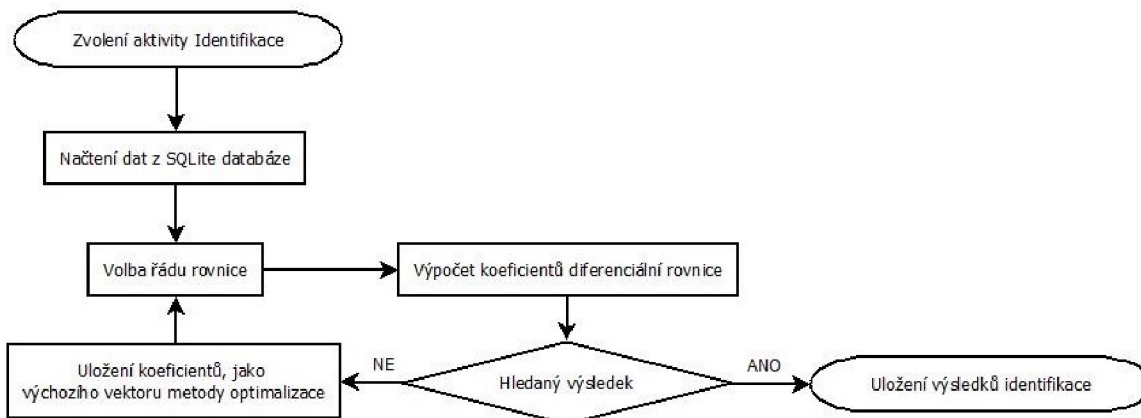 Zvolení aktivity Identifikace
Načtení dat z SQLite databáze
Volba řádu rovnice
Výpočet koeficientů diferenciální rovnice
Uložení koeficientů, jako
výchozího vektoru metody optimalizace
NE
Hledaný výsledek
ANO
Uložení výsledků identifikace